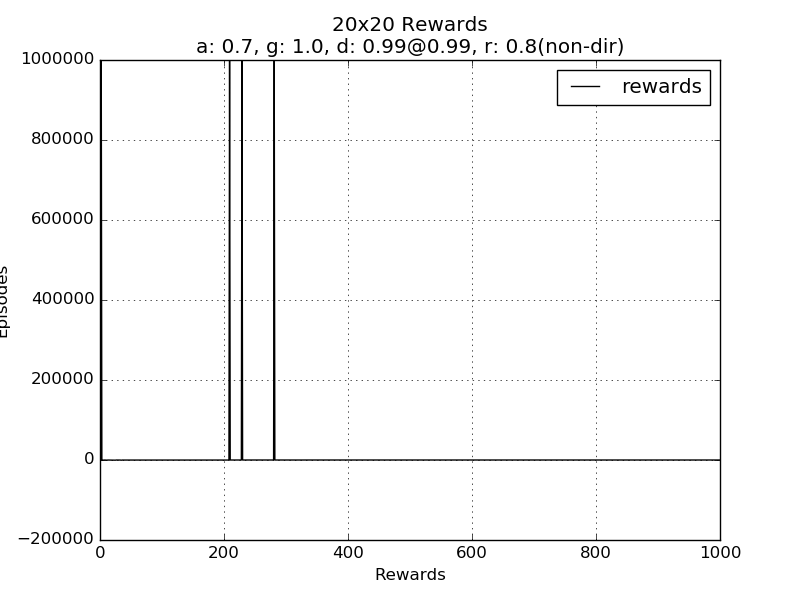 20x20 Rewards
a: 0.7, g: 1.0, d: 0.99@0.99, r: 0.8(non-dir)
rewards
1000000
800000
600000
400000
200000
0
−200000
Episodes
0 200 400 600 800 1000
Rewards